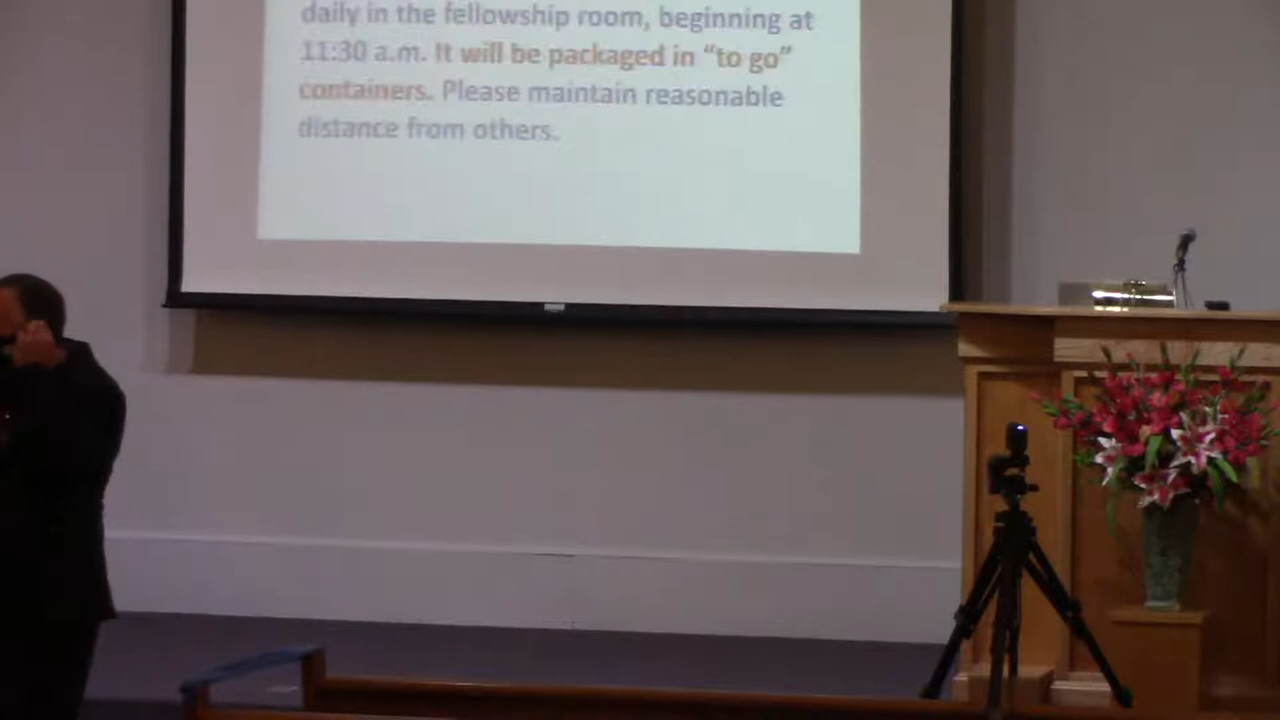 daily in the fellowship room, beginning at
11:30 a.m. It will be packaged in “to go”
containers. Please maintain reasonable
distance from others.